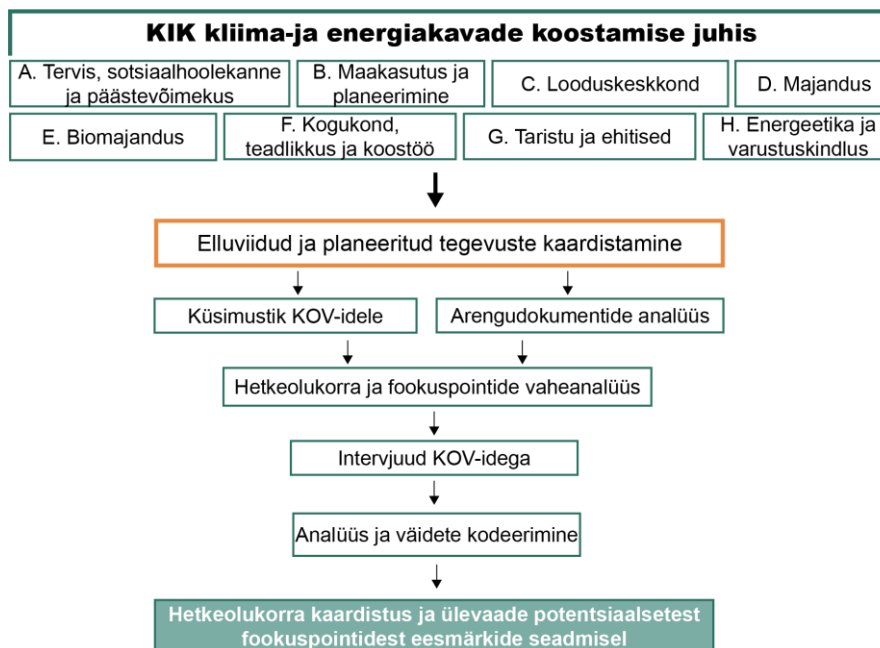 KIK kliima-ja energiakavade koostamise juhis
A. Tervis, sotsiaalhoolekanne
ja päästevõimekus
B. Maakasutus ja
planeerimine
C. Looduskeskkond
D. Majandus
E. Biomajandus
F. Kogukond,
teadlikkus ja koostöö
G. Taristu ja ehitised
H. Energeetika ja
varustuskindlus
Elluviidud ja planeeritud tegevuste kaardistamine
Küsimustik KOV-idele
Arengudokumentide analüüs
Hetkeolukorra ja fookuspointide vaheanalüüs
Intervjuud KOV-idega
Analüüs ja väidete kodeerimine
Hetkeolukorra kaardistus ja ülevaade potentsiaalsetest
fookuspointidest eesmärkide seadmisel